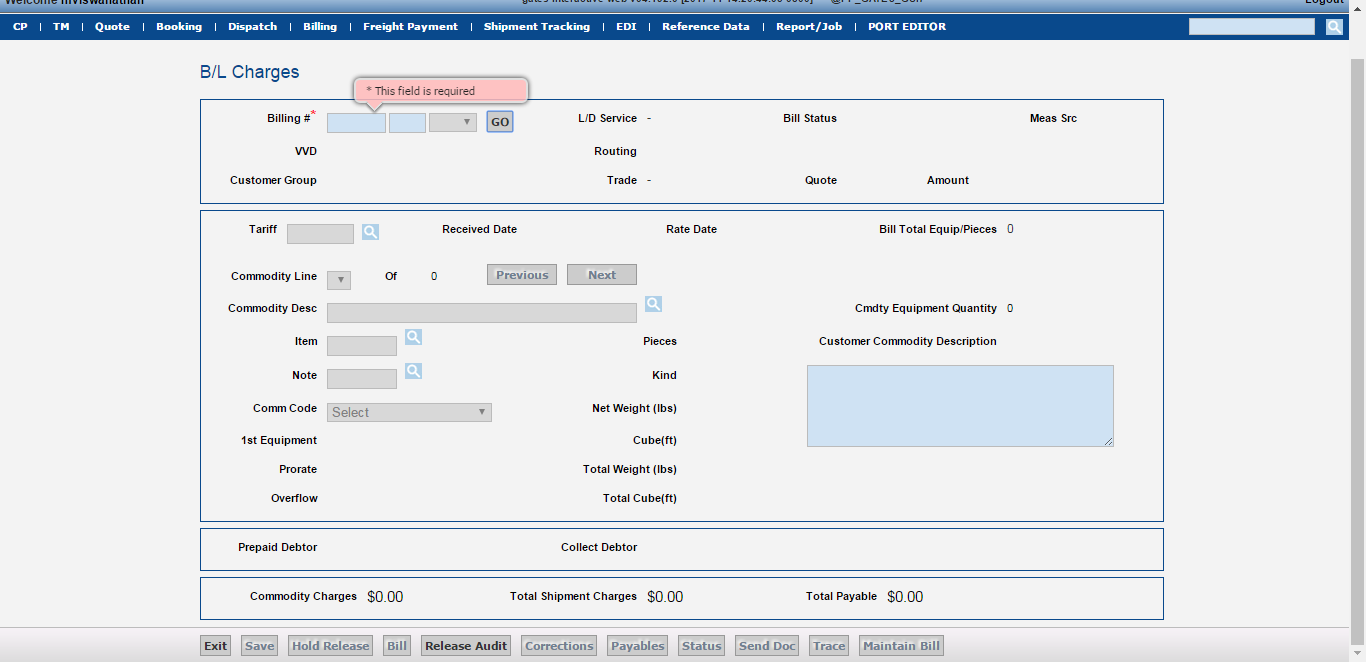 Welcome mviswanathan Logout
CP | TM | Quote | Booking | Dispatch | Billing | Freight Payment | Shipment Tracking | EDI | Reference Data | Report/Job | PORT EDITOR
B/L Charges
* This field is required
Billing #* GO L/D Service - Bill Status Meas Src
VVD Routing
Customer Group Trade - Quote Amount
Tariff Received Date Rate Date Bill Total Equip/Pieces 0
Commodity Line Of 0 Previous Next
Commodity Desc Cmdty Equipment Quantity 0
Item Pieces Customer Commodity Description
Note Kind
Comm Code Select Net Weight (lbs)
1st Equipment Cube(ft)
Prorate Total Weight (lbs)
Overflow Total Cube(ft)
Prepaid Debtor Collect Debtor
Commodity Charges $0.00 Total Shipment Charges $0.00 Total Payable $0.00
Exit Save Hold Release Bill Release Audit Corrections Payables Status Send Doc Trace Maintain Bill